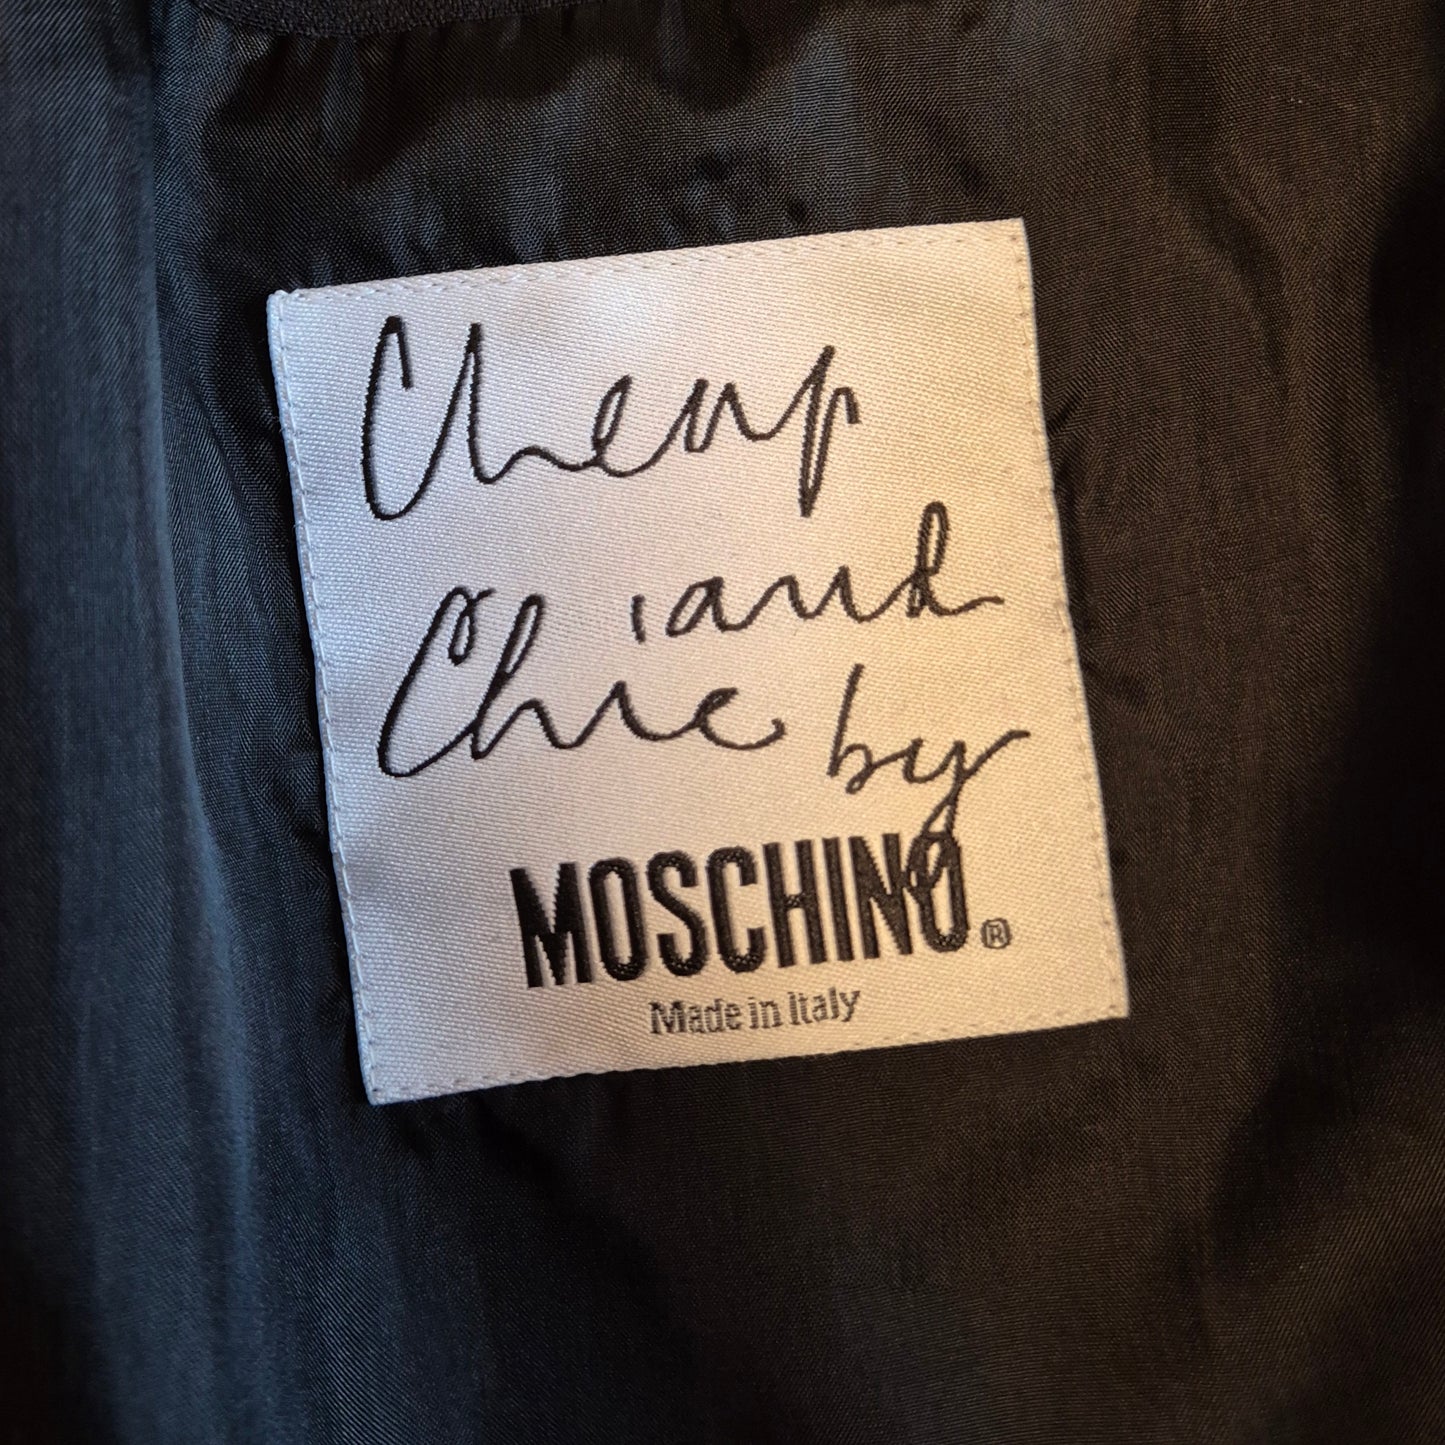 Cheap
and
Chic by
MOSCHINO®
Made in Italy